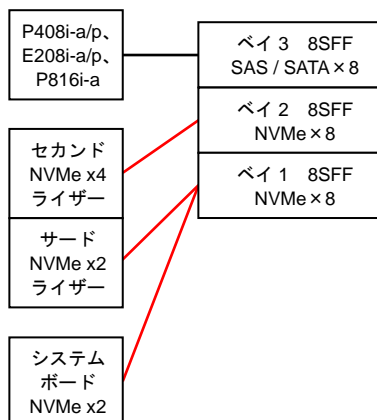 P408i-a/p、
E208i-a/p、
P816i-a
ベイ 3　8SFF
SAS / SATA×8
ベイ 2　8SFF
NVMe×8
ベイ 1　8SFF
NVMe×8
セカンド
NVMe x4
ライザー
サード
NVMe x2
ライザー
システム
ボード
NVMe x2